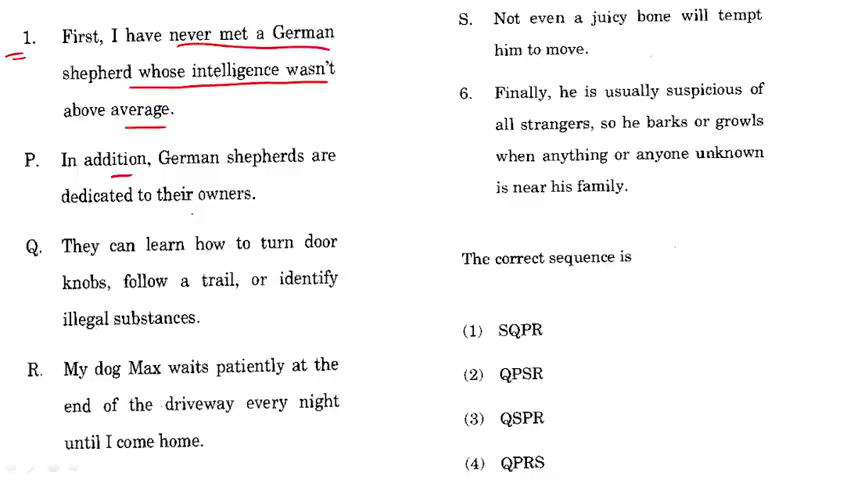 1. First, I have never met a German
shepherd whose intelligence wasn't
above average.
P. In addition, German shepherds are
dedicated to their owners.
Q. They can learn how to turn door
knobs, follow a trail, or identify
illegal substances.
R. My dog Max waits patiently at the
end of the driveway every night
until I come home.
S. Not even a juicy bone will tempt
him to move.
6. Finally, he is usually suspicious of
all strangers, so he barks or growls
when anything or anyone unknown
is near his family.
The correct sequence is
(1) SQPR
(2) QPSR
(3) QSPR
(4) QPRS